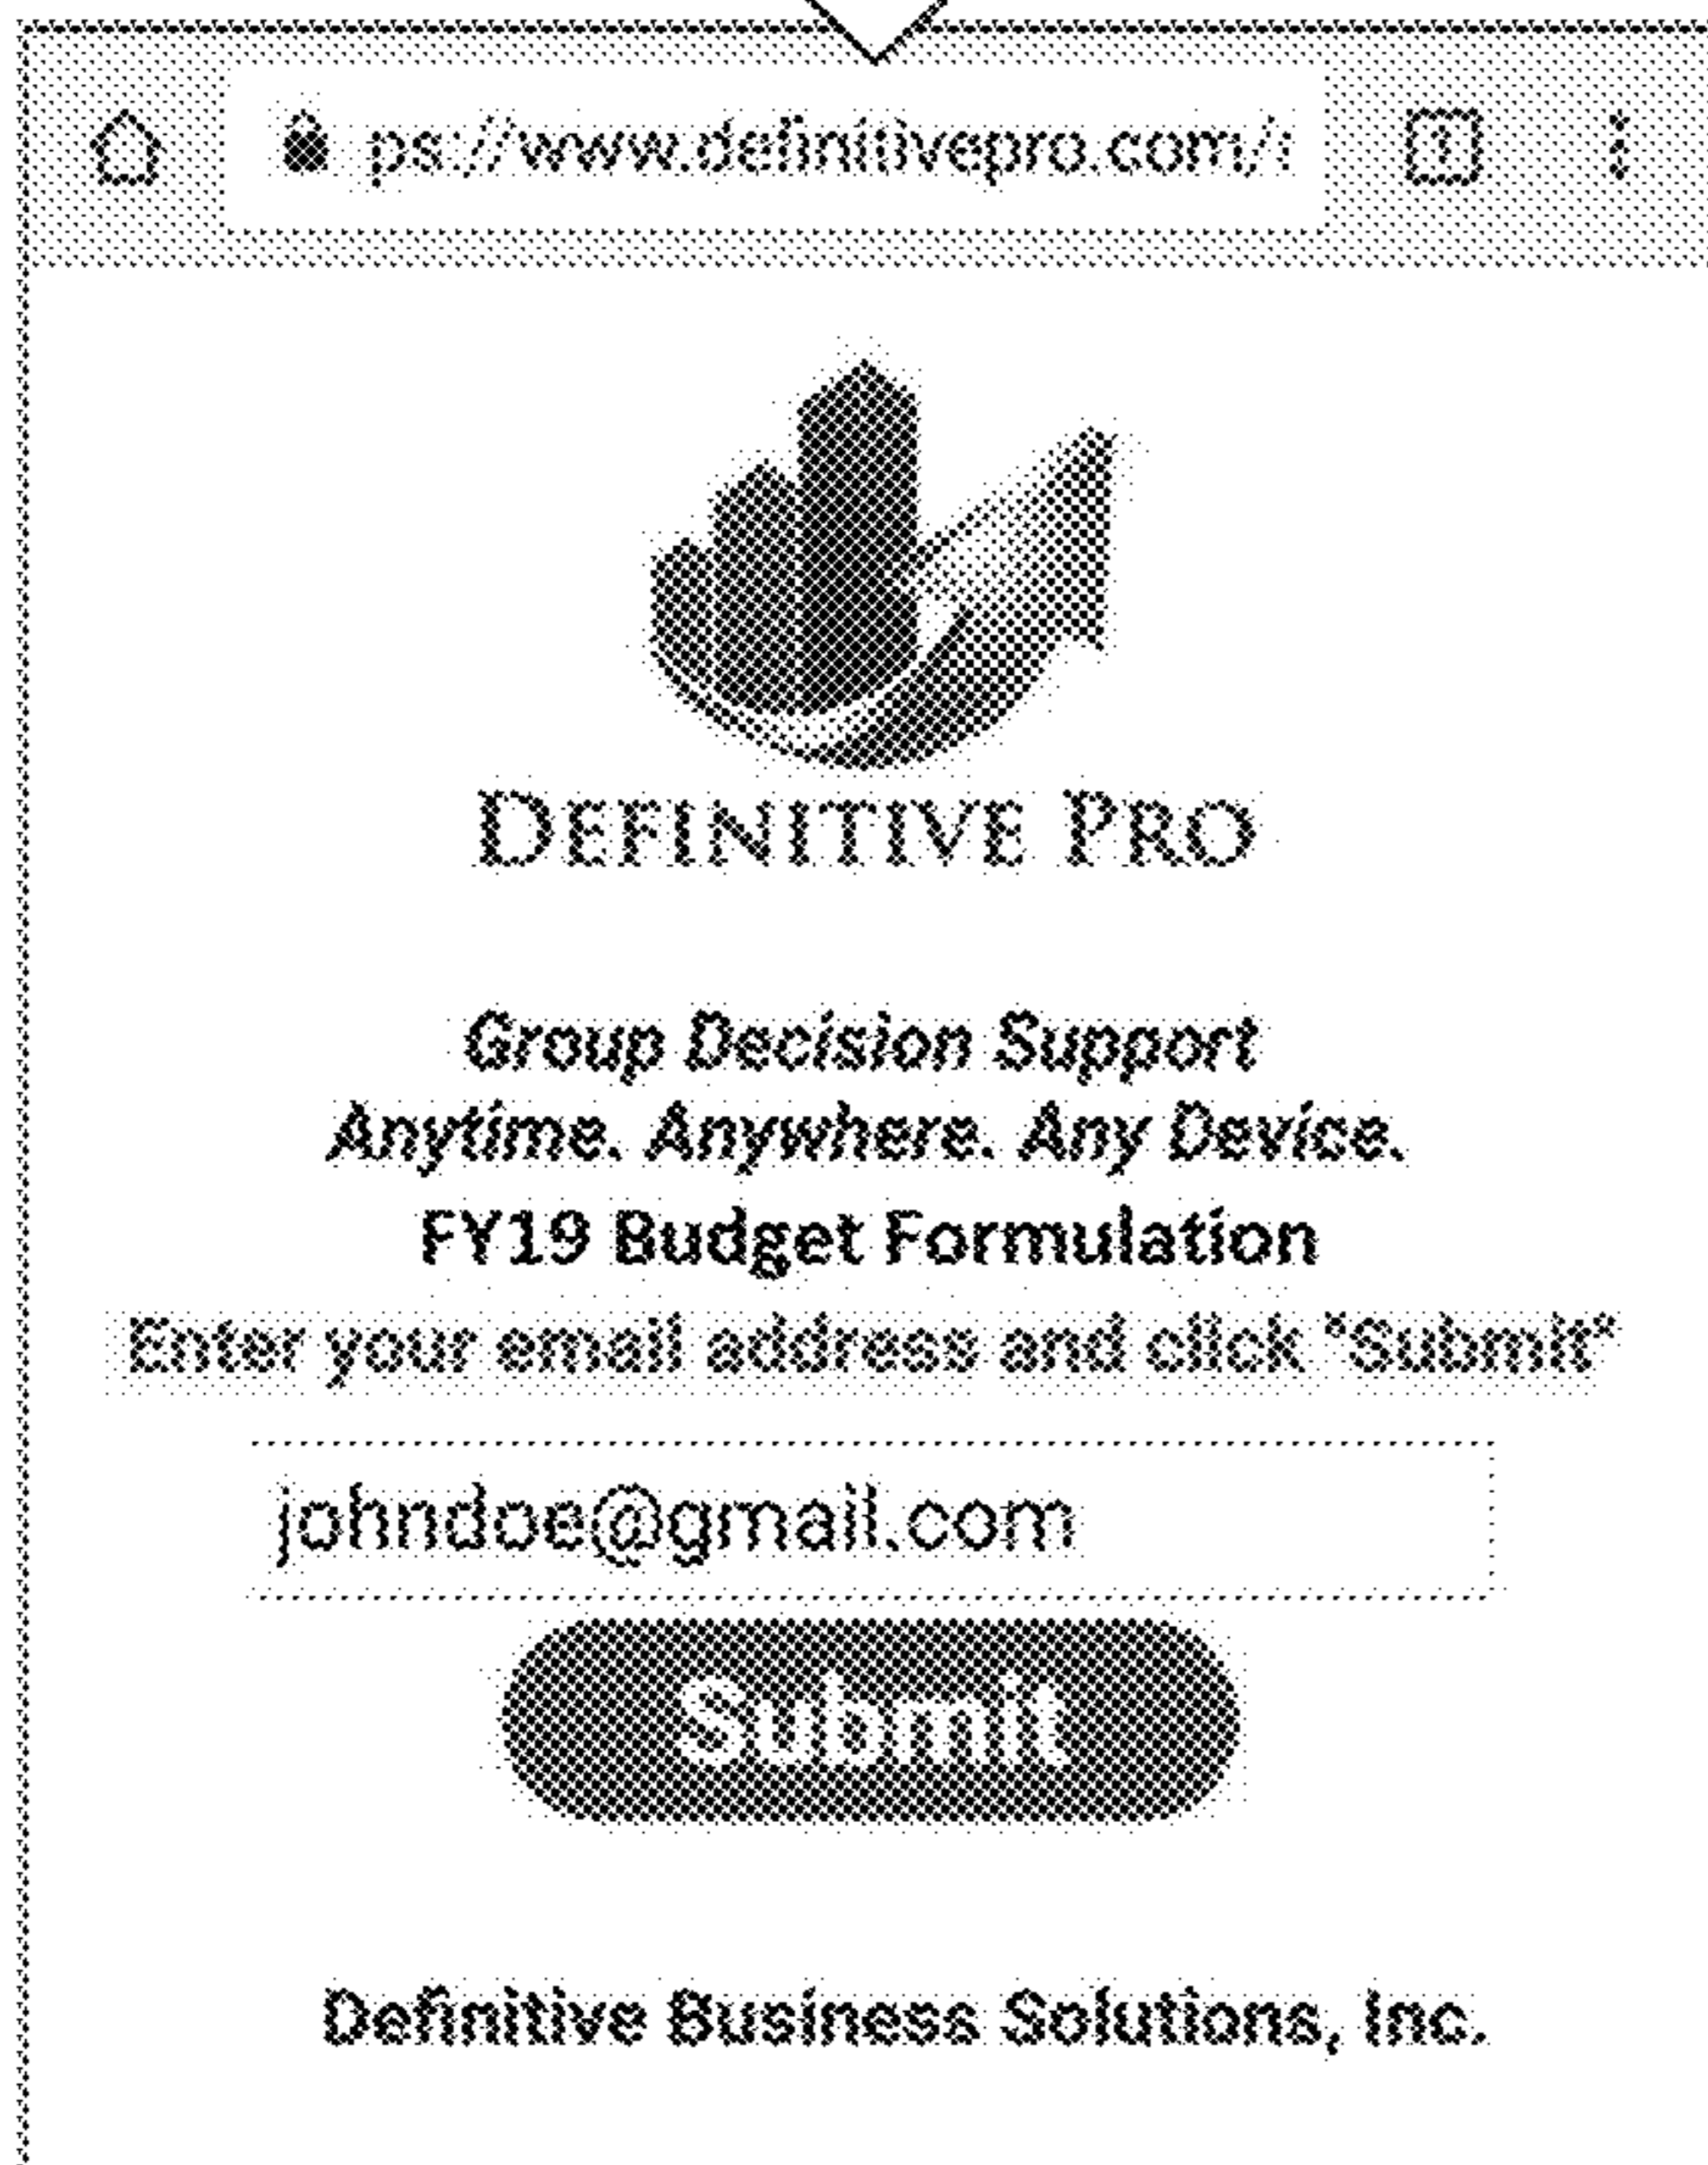 ps://www.definitivepro.com/
DEFINITIVE PRO
Group Decision Support
Anytime. Anywhere. Any Device.
FY19 Budget Formulation
Enter your email address and click "Submit"
johndoe@gmail.com
Submit
Definitive Business Solutions, Inc.